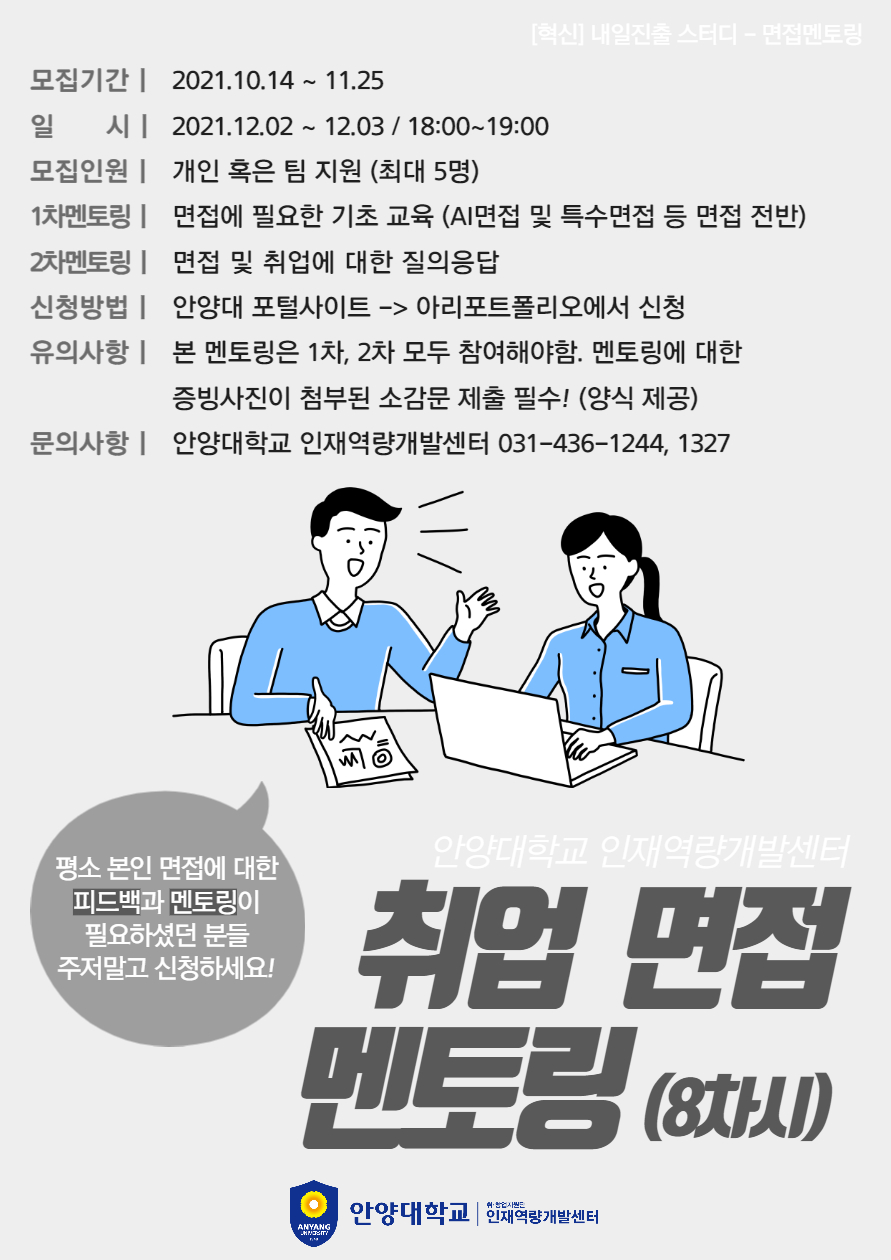 [혁신] 내일진출 스터디 - 면접멘토링
모집기간 | 2021.10.14 ~ 11.25
일 시 | 2021.12.02 ~ 12.03 / 18:00~19:00
모집인원 | 개인 혹은 팀 지원 (최대 5명)
1차멘토링 | 면접에 필요한 기초 교육 (AI면접 및 특수면접 등 면접 전반)
2차멘토링 | 면접 및 취업에 대한 질의응답
신청방법 | 안양대 포털사이트 -> 아리포트폴리오에서 신청
유의사항 | 본 멘토링은 1차, 2차 모두 참여해야함. 멘토링에 대한
증빙사진이 첨부된 소감문 제출 필수! (양식 제공)
문의사항 | 안양대학교 인재역량개발센터 031-436-1244, 1327
평소 본인 면접에 대한
피드백과 멘토링이
필요하셨던 분들
주저말고 신청하세요!
안양대학교 인재역량개발센터
취업 면접
멘토링 (8차시)
ANYANG
UNIVERSITY
안양대학교 | 취·창업지원단
인재역량개발센터